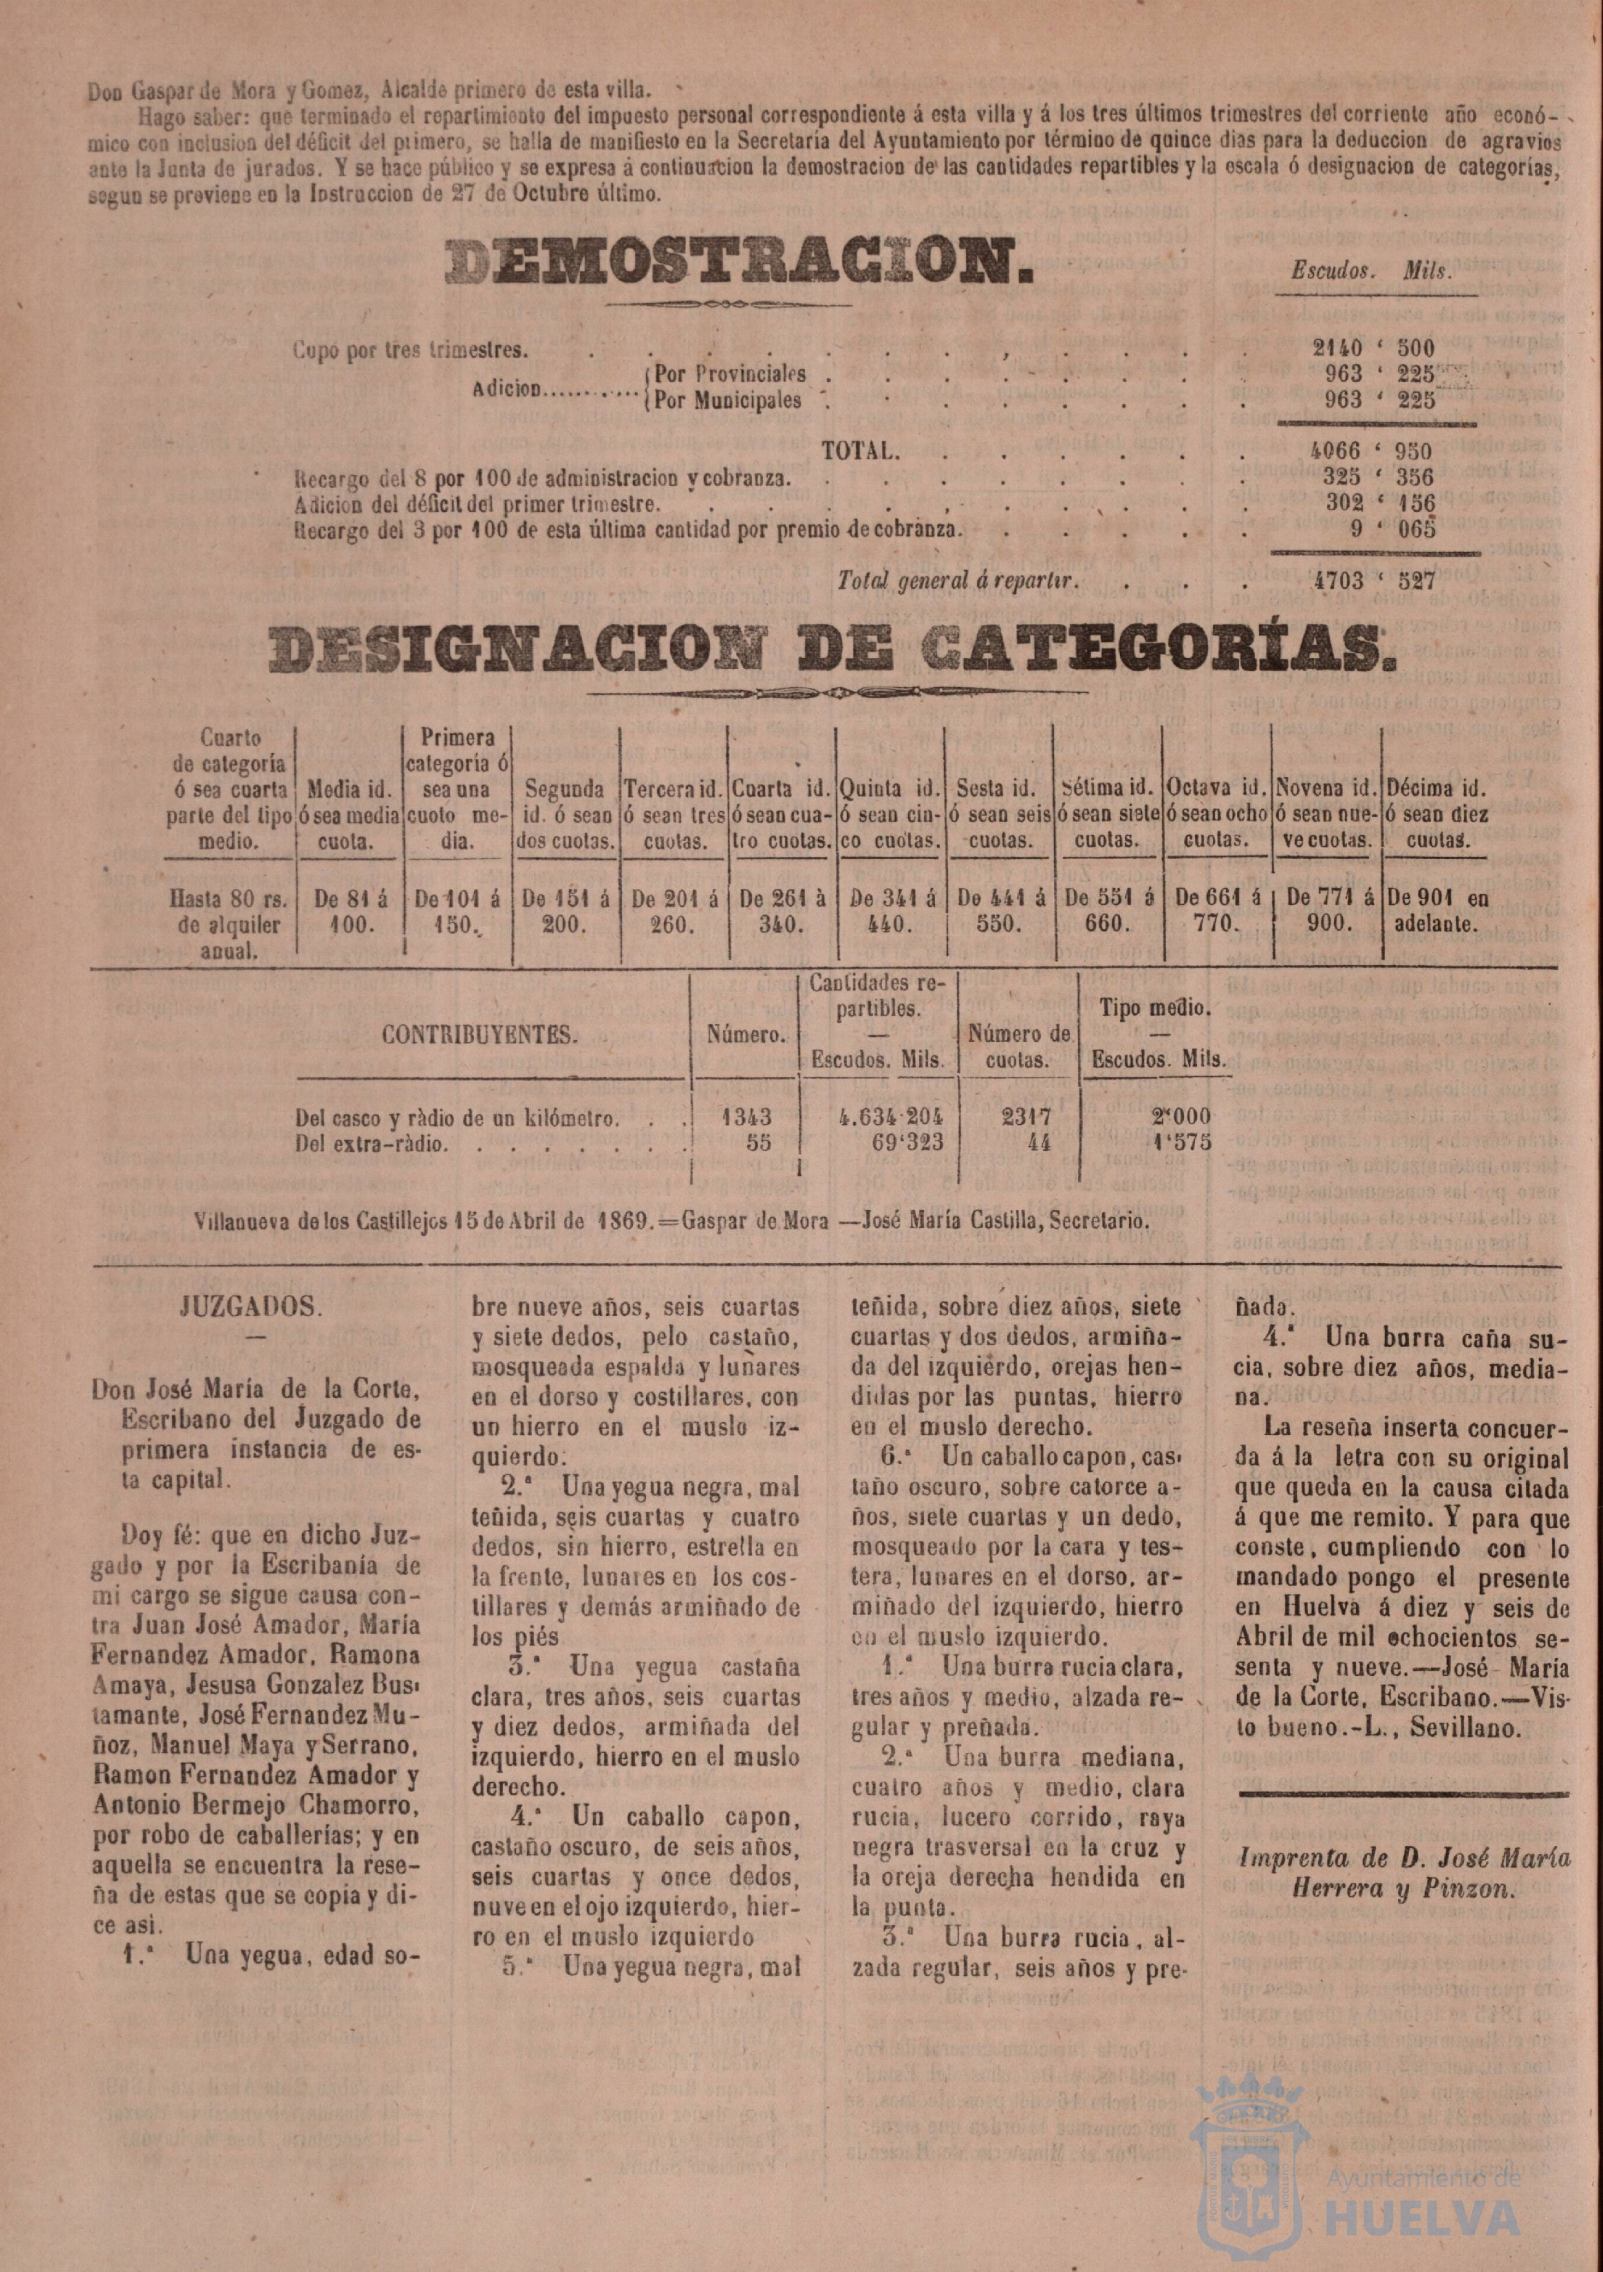 Don Gaspar de Mora y Gomez, Alcalde primero de esta villa.
Hago saber: que terminado el repartimiento del impuesto personal correspondiente á esta villa y á los tres últimos trimestres del corriente año econó-
mico con inclusion del déficit del primero, se halla de manifiesto en la Secretaría del Ayuntamiento por término de quince dias para la deduccion de agravios
ante la Junta de jurados. Y se hace público y se expresa á continuacion la demostracion de las cantidades repartibles y la escala ó designacion de categorías,
segun se previene en la Instruccion de 27 de Octubre último.
DEMOSTRACION.
Escudos. Mils.
Cupo por tres trimestres. 2140 ‘ 500
Adicion........... Por Provinciales . 963 ‘ 225
Por Municipales . 963 ‘ 225
TOTAL. 4066 ‘ 950
Recargo del 8 por 100 de administracion y cobranza. 325 ‘ 356
Adicion del déficit del primer trimestre. 302 ‘ 156
Recargo del 3 por 100 de esta última cantidad por premio de cobranza. 9 ‘ 065
Total general á repartir. 4703 ‘ 527
DESIGNACION DE CATEGORÍAS.
Cuarto
de categoría
ó sea cuarta
parte del tipo
medio.
Media id.
ó sea media
cuota.
Primera
categoría ó
sea una
cuoto me-
dia.
Segunda
id. ó sean
dos cuotas.
Tercera id.
ó sean tres
cuotas.
Cuarta id.
ó sean cua-
tro cuotas.
Quinta id.
ó sean cin-
co cuotas.
Sesta id.
ó sean seis
cuotas.
Sétima id.
ó sean siete
cuotas.
Octava id.
ó sean ocho
cuotas.
Novena id.
ó sean nue-
ve cuotas.
Décima id.
ó sean diez
cuotas.
Hasta 80 rs.
de alquiler
anual.
De 81 á
100.
De 101 á
150.
De 151 á
200.
De 201 á
260.
De 261 à
340.
De 341 á
440.
De 441 á
550.
De 551 á
660.
De 661 á
770.
De 771 á
900.
De 901 en
adelante.
CONTRIBUYENTES.
Número.
Cantidades re-
partibles.
—
Escudos. Mils.
Número de
cuotas.
Tipo medio.
—
Escudos. Mils.
Del casco y ràdio de un kilómetro. . . 1343 4.634‘204 2317 2‘000
Del extra-ràdio. . . . . . . . 55 69‘323 44 1‘575
Villanueva de los Castillejos 15 de Abril de 1869.=Gaspar de Mora —José María Castilla, Secretario.
JUZGADOS.
—
Don José María de la Corte,
Escribano del Juzgado de
primera instancia de es-
ta capital.
Doy fé: que en dicho Juz-
gado y por la Escribanía de
mi cargo se sigue causa con-
tra Juan José Amador, María
Fernandez Amador, Ramona
Amaya, Jesusa Gonzalez Bus-
tamante, José Fernandez Mu-
ñoz, Manuel Maya y Serrano,
Ramon Fernandez Amador y
Antonio Bermejo Chamorro,
por robo de caballerías; y en
aquella se encuentra la rese-
ña de estas que se copia y di-
ce asi.
1.ª Una yegua, edad so-
bre nueve años, seis cuartas
y siete dedos, pelo castaño,
mosqueada espalda y luñares
en el dorso y costillares, con
un hierro en el muslo iz-
quierdo.
2.ª Una yegua negra, mal
teñida, seis cuartas y cuatro
dedos, sin hierro, estrella en
la frente, lunares en los cos-
tillares y demás armiñado de
los piés
3.ª Una yegua castaña
clara, tres años, seis cuartas
y diez dedos, armiñada del
izquierdo, hierro en el muslo
derecho.
4.ª Un caballo capon,
castaño oscuro, de seis años,
seis cuartas y once dedos,
nuve en el ojo izquierdo, hier-
ro en el muslo izquierdo
5.ª Una yegua negra, mal
teñida, sobre diez años, siete
cuartas y dos dedos, armiña-
da del izquierdo, orejas hen-
didas por las puntas, hierro
en el muslo derecho.
6.ª Un caballo capon, cas-
taño oscuro, sobre catorce a-
ños, siete cuartas y un dedo,
mosqueado por la cara y tes-
tera, lunares en el dorso, ar-
miñado del izquierdo, hierro
en el muslo izquierdo.
1.ª Una burra rucia clara,
tres años y medio, alzada re-
gular y preñada.
2.ª Una burra mediana,
cuatro años y medio, clara
rucia, lucero corrido, raya
negra trasversal en la cruz y
la oreja derecha hendida en
la punta.
3.ª Una burra rucia, al-
zada regular, seis años y pre-
ñada.
4.ª Una burra caña su-
cia, sobre diez años, media-
na.
La reseña inserta concuer-
da á la letra con su original
que queda en la causa citada
á que me remito. Y para que
conste, cumpliendo con lo
mandado pongo el presente
en Huelva á diez y seis de
Abril de mil ochocientos se-
senta y nueve.—José María
de la Corte, Escribano.—Vis-
to bueno.-L., Sevillano.
Imprenta de D. José María
Herrera y Pinzon.
Ayuntamiento de
HUELVA